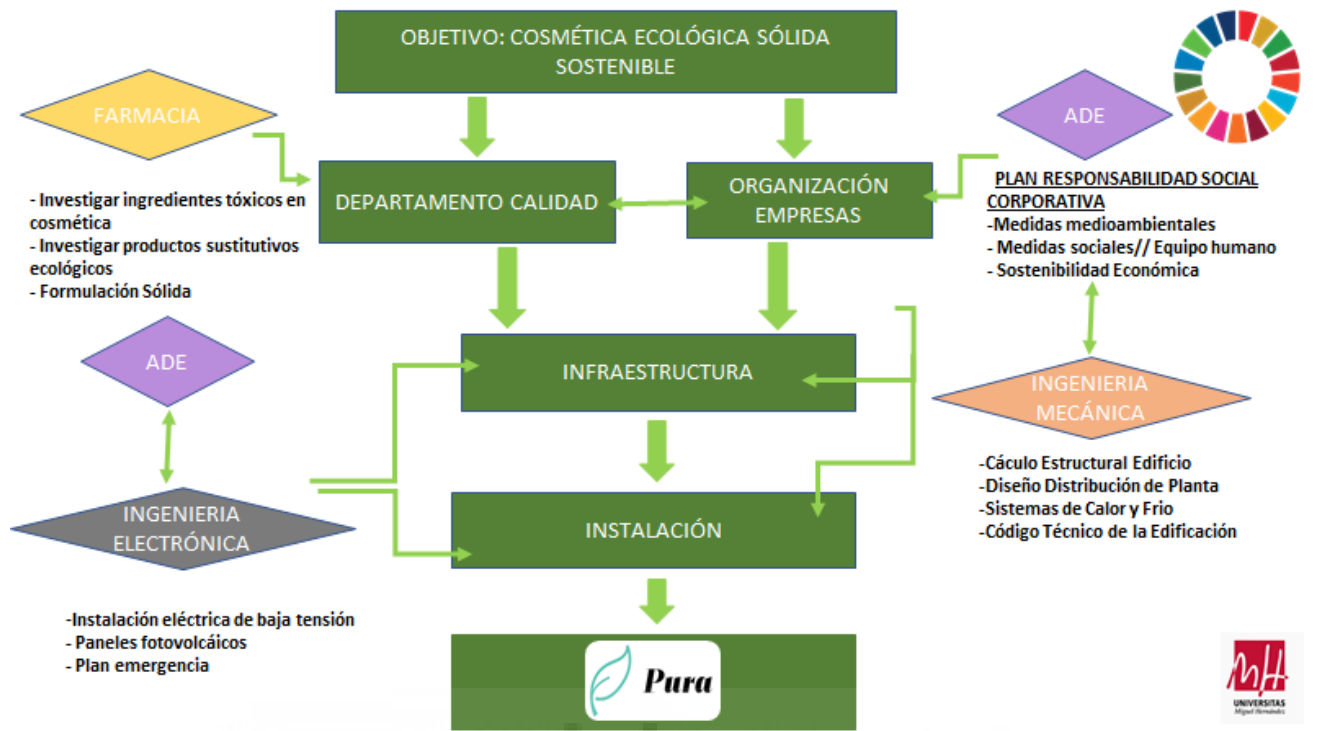 OBJETIVO: COSMÉTICA ECOLÓGICA SÓLIDA
SOSTENIBLE
FARMACIA
ADE
DEPARTAMENTO CALIDAD
ORGANIZACIÓN
EMPRESAS
- Investigar ingredientes tóxicos en
cosmética
- Investigar productos sustitutivos
ecológicos
- Formulación Sólida
PLAN RESPONSABILIDAD SOCIAL
CORPORATIVA
-Medidas medioambientales
- Medidas sociales// Equipo humano
- Sostenibilidad Económica
ADE
INFRAESTRUCTURA
INGENIERIA
MECÁNICA
-Cáculo Estructural Edificio
-Diseño Distribución de Planta
-Sistemas de Calor y Frio
-Código Técnico de la Edificación
INGENIERIA
ELECTRÓNICA
INSTALACIÓN
-Instalación eléctrica de baja tensión
- Paneles fotovolcáicos
- Plan emergencia
Pura
UNIVERSITAS
Miguel Hernández